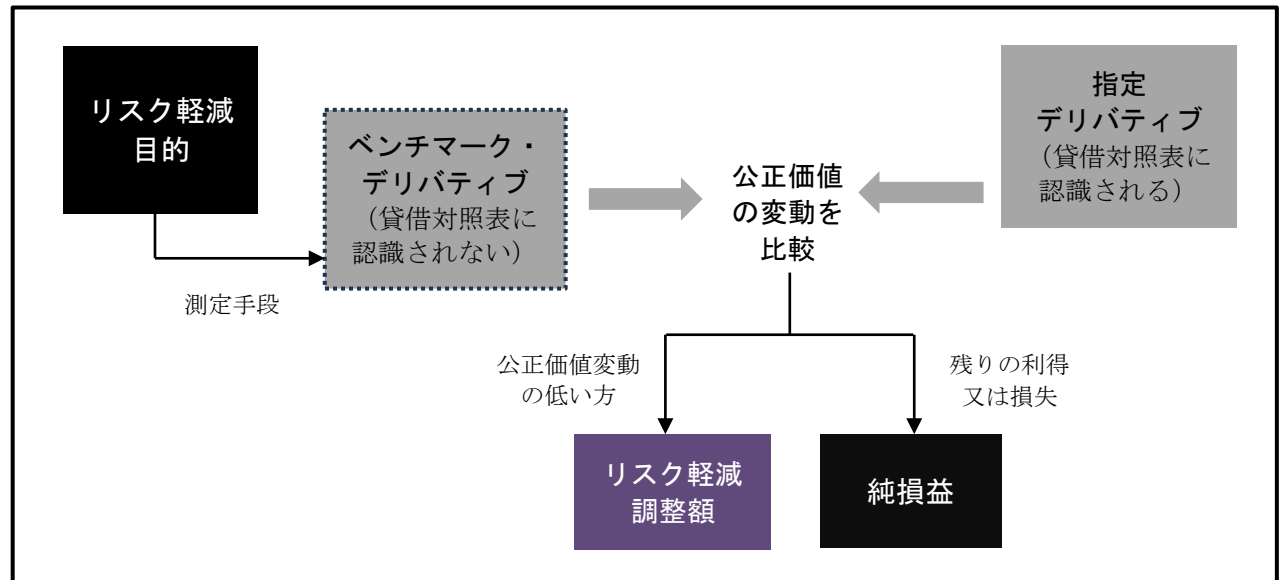 リスク軽減
目的
測定手段
ベンチマーク・
デリバティブ
（貸借対照表に
認識されない）
公正価値
の変動を
比較
指定
デリバティブ
（貸借対照表に
認識される）
公正価値変動
の低い方
残りの利得
又は損失
リスク軽減
調整額
純損益